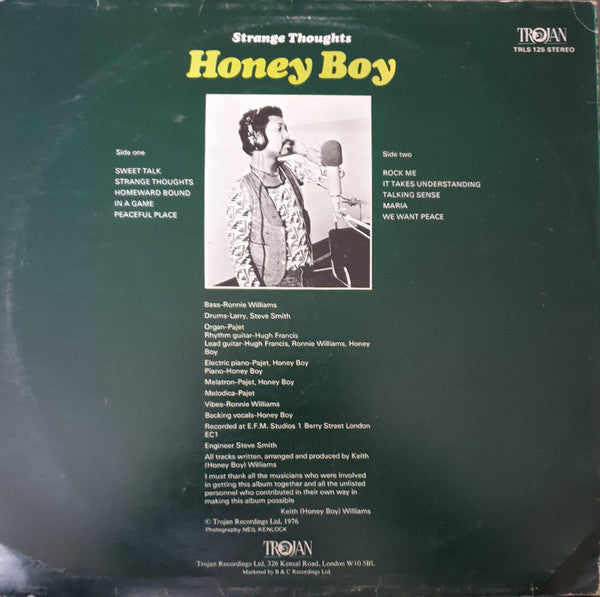 Strange Thoughts
Honey Boy
TROJAN
TRLS 125 STEREO
Side one
SWEET TALK
STRANGE THOUGHTS
HOMEWARD BOUND
IN A GAME
PEACEFUL PLACE
Side two
ROCK ME
IT TAKES UNDERSTANDING
TALKING SENSE
MARIA
WE WANT PEACE
Bass-Ronnie Williams
Drums-Larry, Steve Smith
Organ-Pajet
Rhythm guitar-Hugh Francis
Lead guitar-Hugh Francis, Ronnie Williams, Honey
Boy
Electric piano-Pajet, Honey Boy
Piano-Honey Boy
Melatron-Pajet, Honey Boy
Melodica-Pajet
Vibes-Ronnie Williams
Backing vocals-Honey Boy
Recorded at E.F.M. Studios 1 Berry Street London
EC1
Engineer Steve Smith
All tracks written, arranged and produced by Keith
(Honey Boy) Williams
I must thank all the musicians who were involved
in getting this album together and all the unlisted
personnel who contributed in their own way in
making this album possible
Keith (Honey Boy) Williams
© Trojan Recordings Ltd, 1976
Photography NEIL KENLOCK
TROJAN
Trojan Recordings Ltd, 326 Kensal Road, London W10 5BL
Marketed by B & C Recordings Ltd.